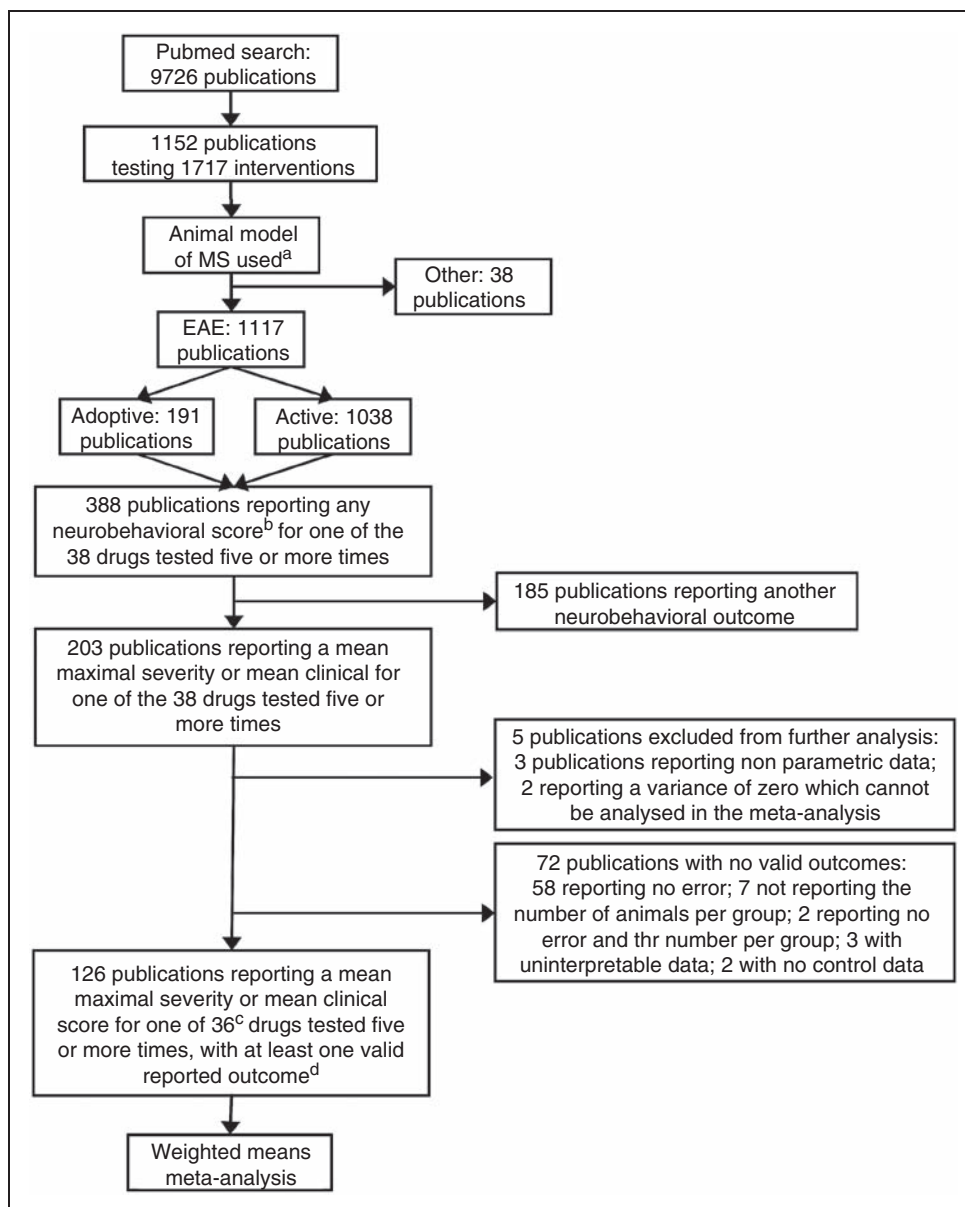 Pubmed search:
9726 publications
1152 publications
testing 1717 interventions
Animal model
of MS usedᵃ
Other: 38
publications
EAE: 1117
publications
Adoptive: 191
publications
Active: 1038
publications
388 publications reporting any
neurobehavioral scoreᵇ for one of the
38 drugs tested five or more times
185 publications reporting another
neurobehavioral outcome
203 publications reporting a mean
maximal severity or mean clinical for
one of the 38 drugs tested five or
more times
5 publications excluded from further analysis:
3 publications reporting non parametric data;
2 reporting a variance of zero which cannot
be analysed in the meta-analysis
72 publications with no valid outcomes:
58 reporting no error; 7 not reporting the
number of animals per group; 2 reporting no
error and thr number per group; 3 with
uninterpretable data; 2 with no control data
126 publications reporting a mean
maximal severity or mean clinical
score for one of 36ᶜ drugs tested five
or more times, with at least one valid
reported outcomeᵈ
Weighted means
meta-analysis